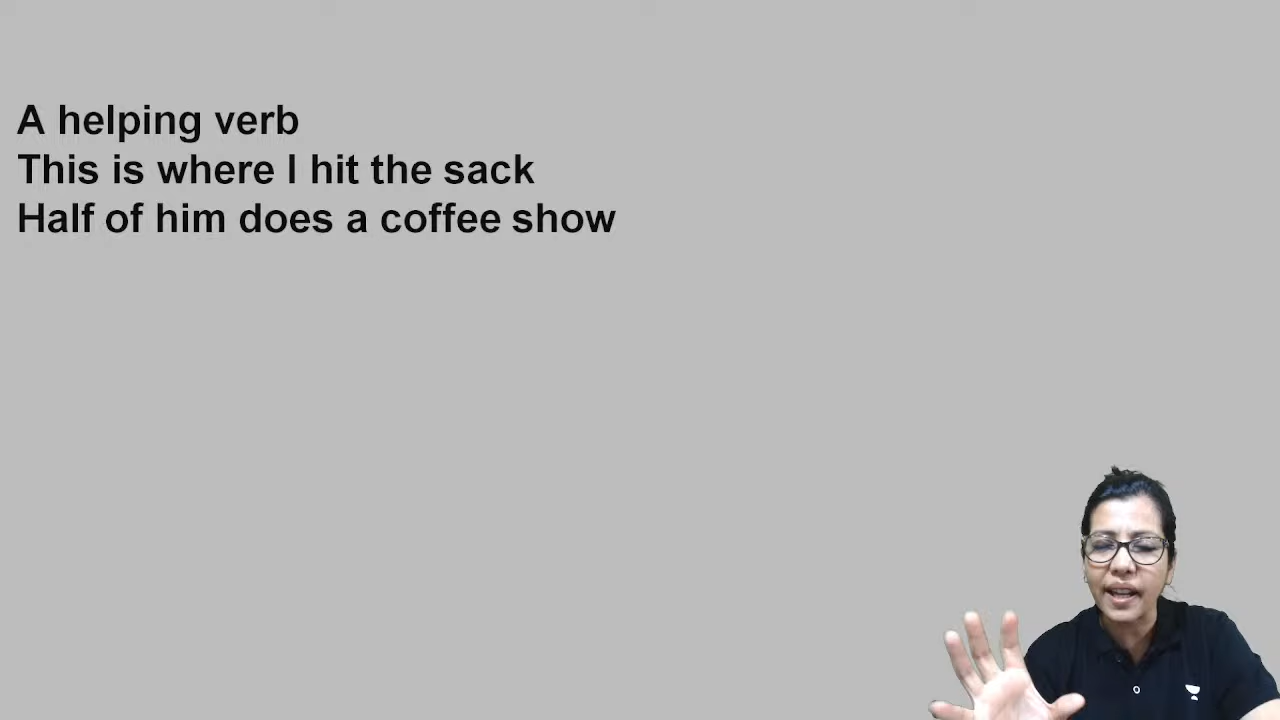 A helping verb
This is where I hit the sack
Half of him does a coffee show